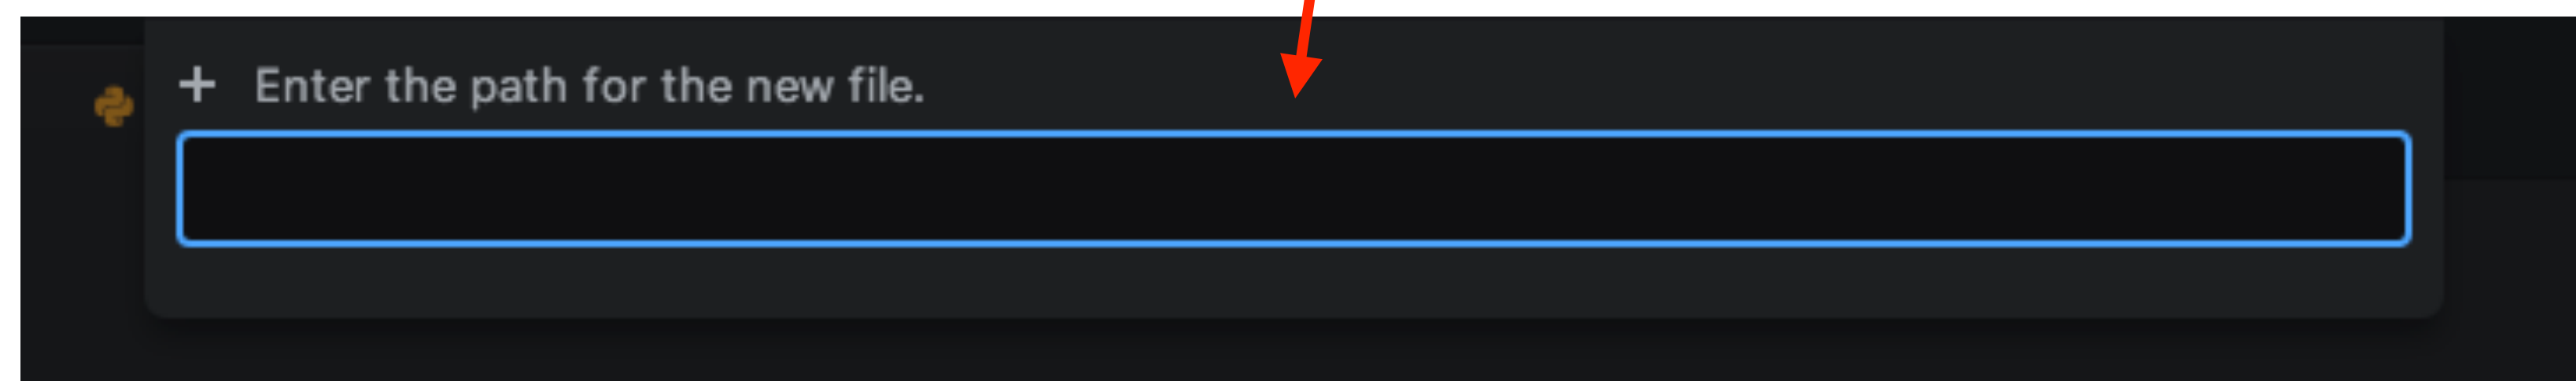 + Enter the path for the new file.